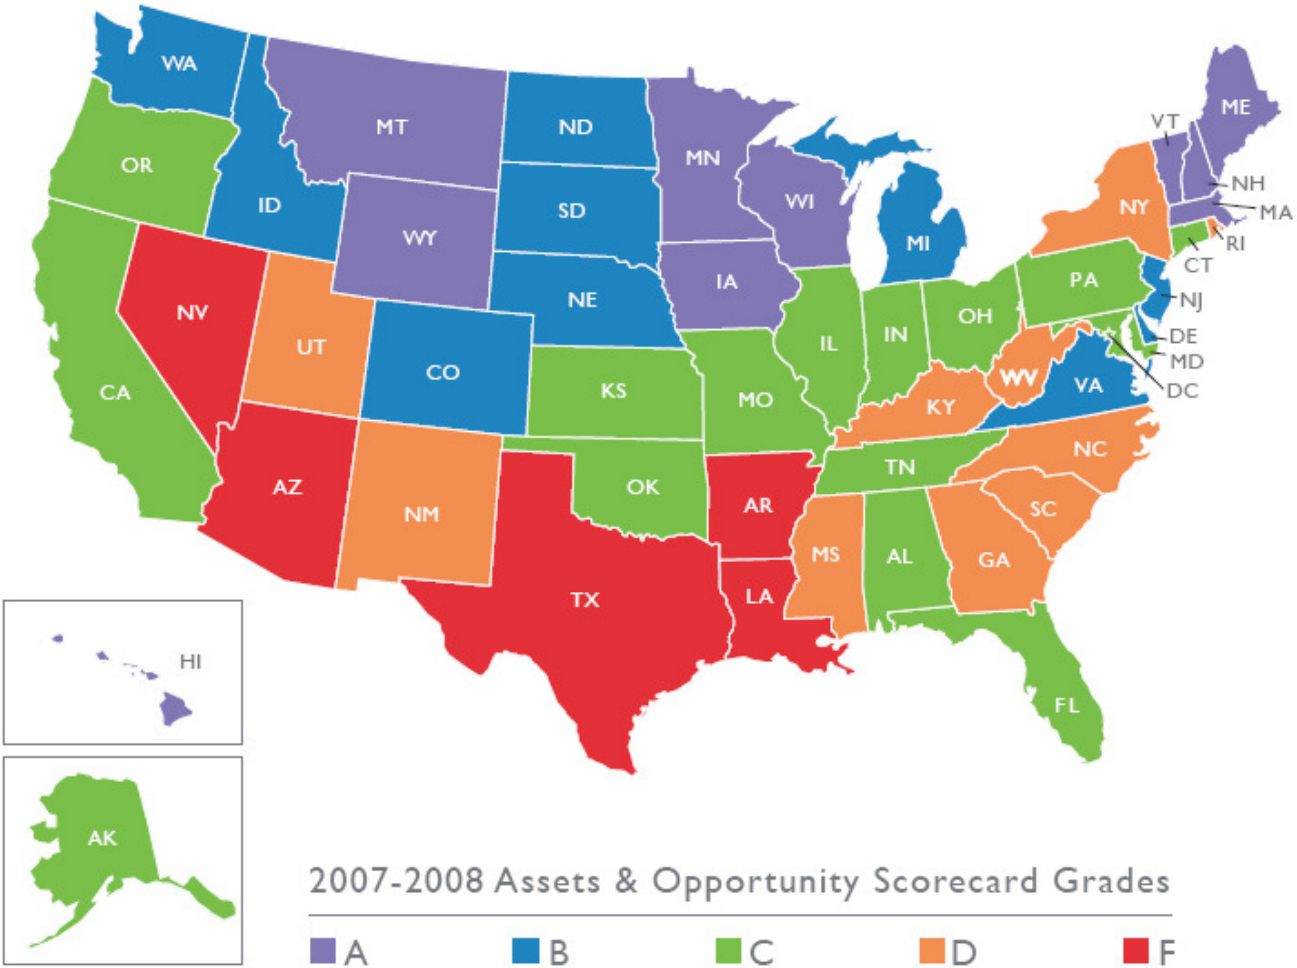 WA
MT
ND
MN
ME
VT
OR
ID
SD
WI
NY
NH
MA
RI
WY
MI
CT
IA
NE
PA
NJ
NV
UT
CO
IL
IN
OH
DE
MD
DC
CA
KS
MO
WV
VA
KY
NC
TN
AZ
NM
OK
AR
SC
MS
AL
GA
TX
LA
FL
HI
AK
2007-2008 Assets & Opportunity Scorecard Grades
A B C D F